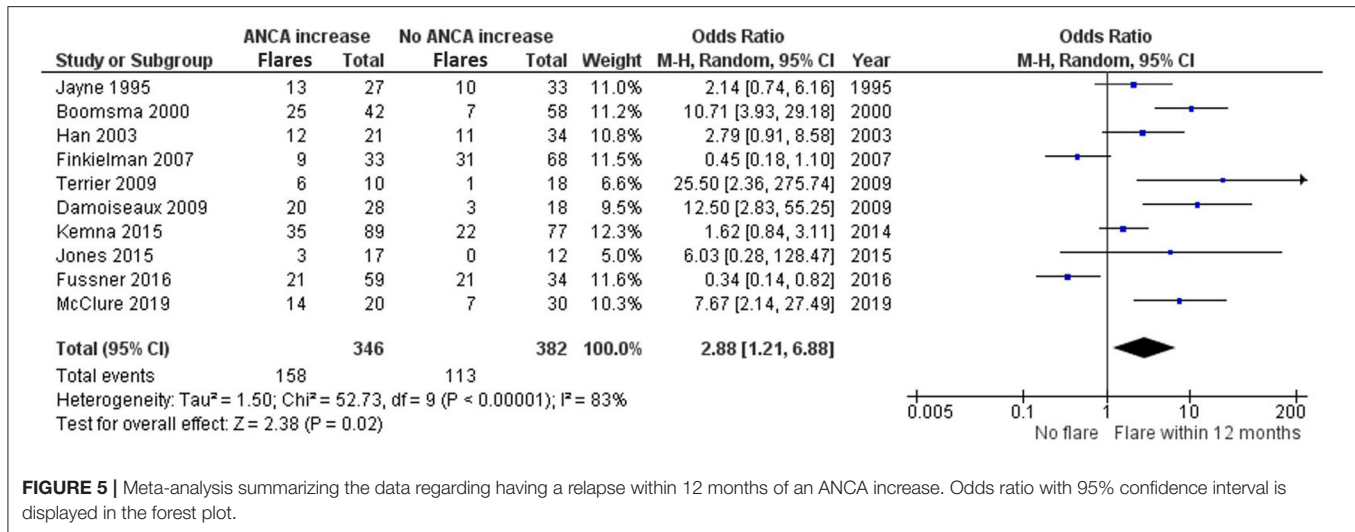 ANCA increase No ANCA increase Odds Ratio Odds Ratio
Study or Subgroup Flares Total Flares Total Weight M-H, Random, 95% CI Year M-H, Random, 95% CI
Jayne 1995 13 27 10 33 11.0% 2.14 [0.74, 6.16] 1995
Boomsma 2000 25 42 7 58 11.2% 10.71 [3.93, 29.18] 2000
Han 2003 12 21 11 34 10.8% 2.79 [0.91, 8.58] 2003
Finkielman 2007 9 33 31 68 11.5% 0.45 [0.18, 1.10] 2007
Terrier 2009 6 10 1 18 6.6% 25.50 [2.36, 275.74] 2009
Damoiseaux 2009 20 28 3 18 9.5% 12.50 [2.83, 55.25] 2009
Kemna 2015 35 89 22 77 12.3% 1.62 [0.84, 3.11] 2014
Jones 2015 3 17 0 12 5.0% 6.03 [0.28, 128.47] 2015
Fussner 2016 21 59 21 34 11.6% 0.34 [0.14, 0.82] 2016
McClure 2019 14 20 7 30 10.3% 7.67 [2.14, 27.49] 2019
Total (95% CI) 346 382 100.0% 2.88 [1.21, 6.88]
Total events 158 113
Heterogeneity: Tau² = 1.50; Chi² = 52.73, df = 9 (P < 0.00001); I² = 83%
Test for overall effect: Z = 2.38 (P = 0.02)
0.005 0.1 1 10 200
No flare Flare within 12 months
FIGURE 5 | Meta-analysis summarizing the data regarding having a relapse within 12 months of an ANCA increase. Odds ratio with 95% confidence interval is
displayed in the forest plot.